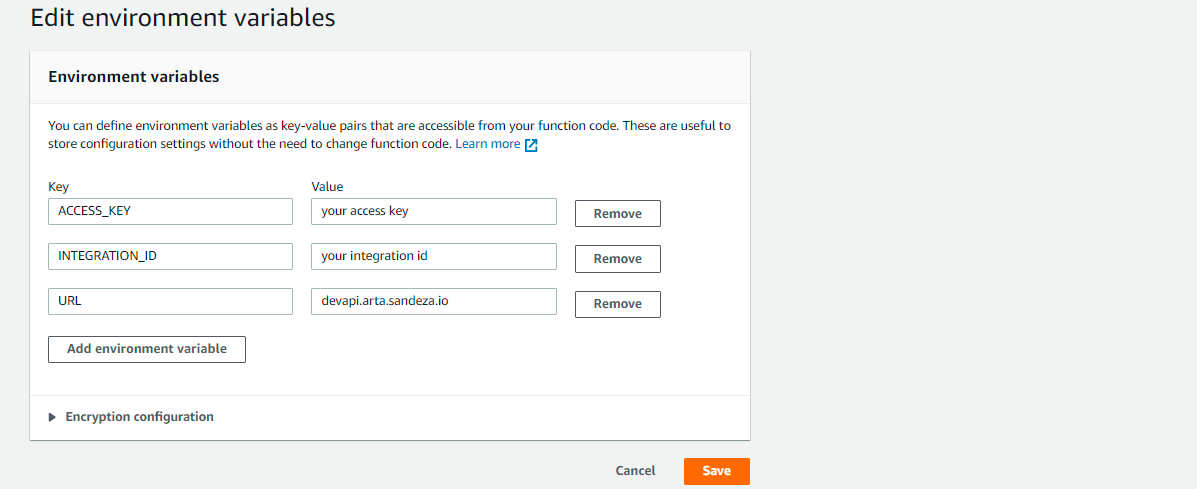 Edit environment variables
Environment variables
You can define environment variables as key-value pairs that are accessible from your function code. These are useful to
store configuration settings without the need to change function code. Learn more
Key Value
ACCESS_KEY your access key Remove
INTEGRATION_ID your integration id Remove
URL devapi.arta.sandeza.io Remove
Add environment variable
Encryption configuration
Cancel Save